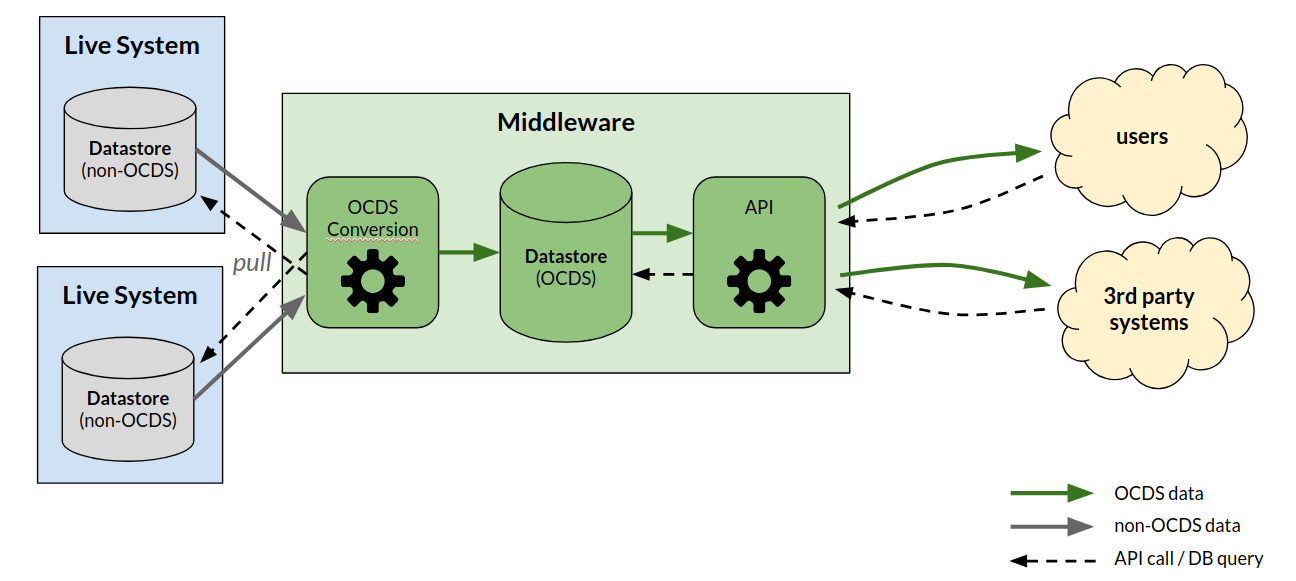 Live System
Datastore
(non-OCDS)
pull
Live System
Datastore
(non-OCDS)
Middleware
OCDS
Conversion
Datastore
(OCDS)
API
users
3rd party
systems
OCDS data
non-OCDS data
API call / DB query